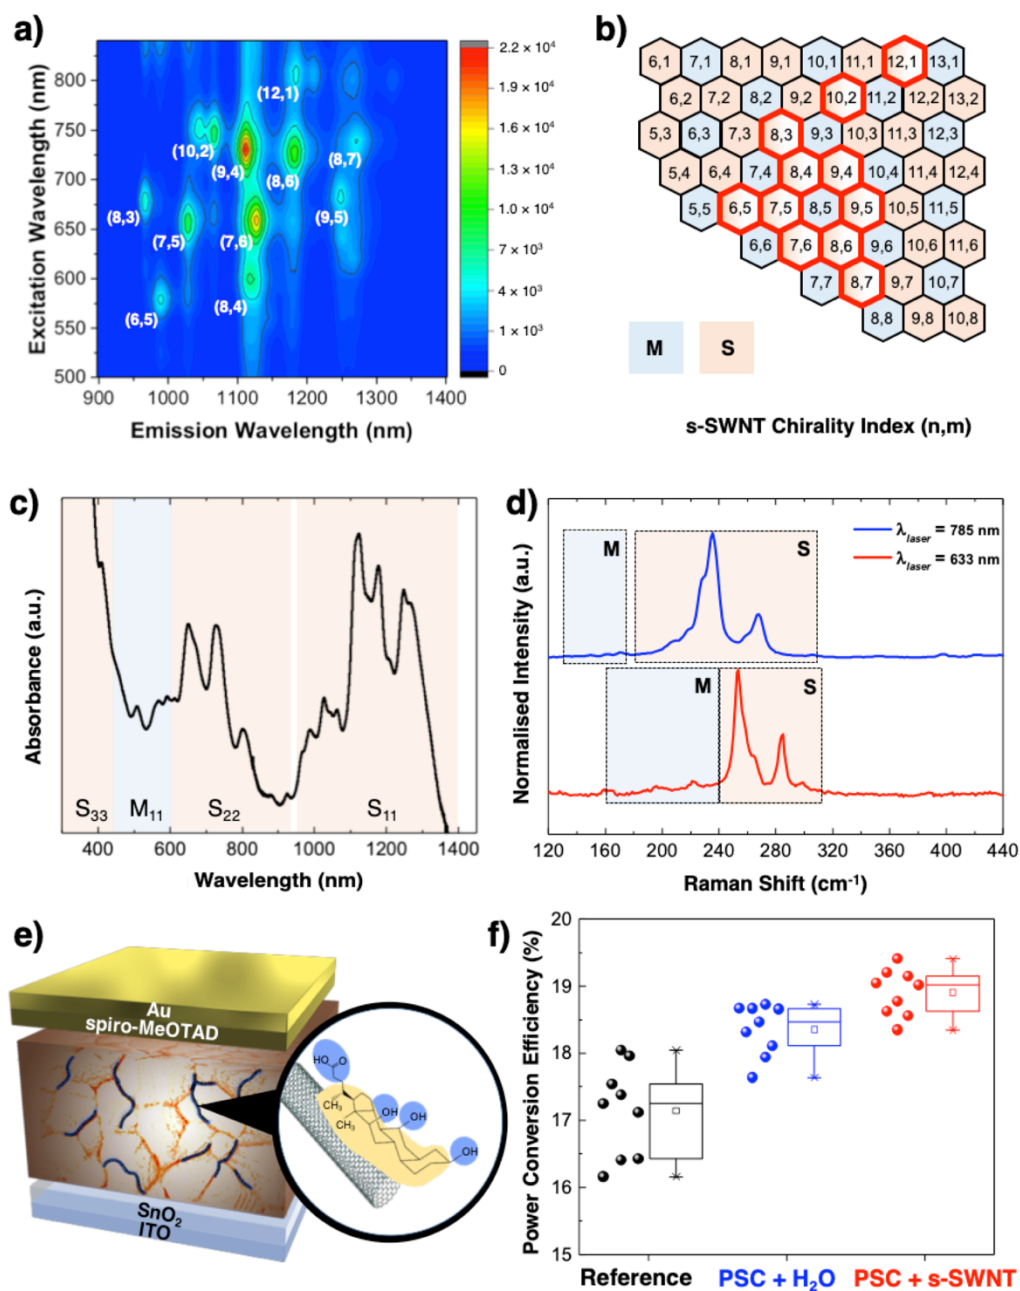 a)
Excitation Wavelength (nm)
800
750
700
650
600
550
500
900 1000 1100 1200 1300 1400
Emission Wavelength (nm)
(12,1)
(10,2)
(9,4)
(8,7)
(8,6)
(8,3)
(9,5)
(7,5)
(7,6)
(8,4)
(6,5)
2.2 × 10⁴
1.9 × 10⁴
1.6 × 10⁴
1.3 × 10⁴
1.0 × 10⁴
7 × 10³
4 × 10³
1 × 10³
0
b)
6,1 7,1 8,1 9,1 10,1 11,1 12,1 13,1
6,2 7,2 8,2 9,2 10,2 11,2 12,2 13,2
5,3 6,3 7,3 8,3 9,3 10,3 11,3 12,3
5,4 6,4 7,4 8,4 9,4 10,4 11,4 12,4
5,5 6,5 7,5 8,5 9,5 10,5 11,5
6,6 7,6 8,6 9,6 10,6 11,6
7,7 8,7 9,7 10,7
8,8 9,8 10,8
M S
s-SWNT Chirality Index (n,m)
c)
Absorbance (a.u.)
S₃₃ M₁₁ S₂₂ S₁₁
400 600 800 1000 1200 1400
Wavelength (nm)
d)
Normalised Intensity (a.u.)
M S
λlaser = 785 nm
λlaser = 633 nm
M S
120 160 200 240 280 320 360 400 440
Raman Shift (cm⁻¹)
e)
Au
spiro-MeOTAD
SnO₂
ITO
HO
O
CH₃
CH₃
OH
OH
OH
f)
Power Conversion Efficiency (%)
20
19
18
17
16
15
Reference PSC + H₂O PSC + s-SWNT